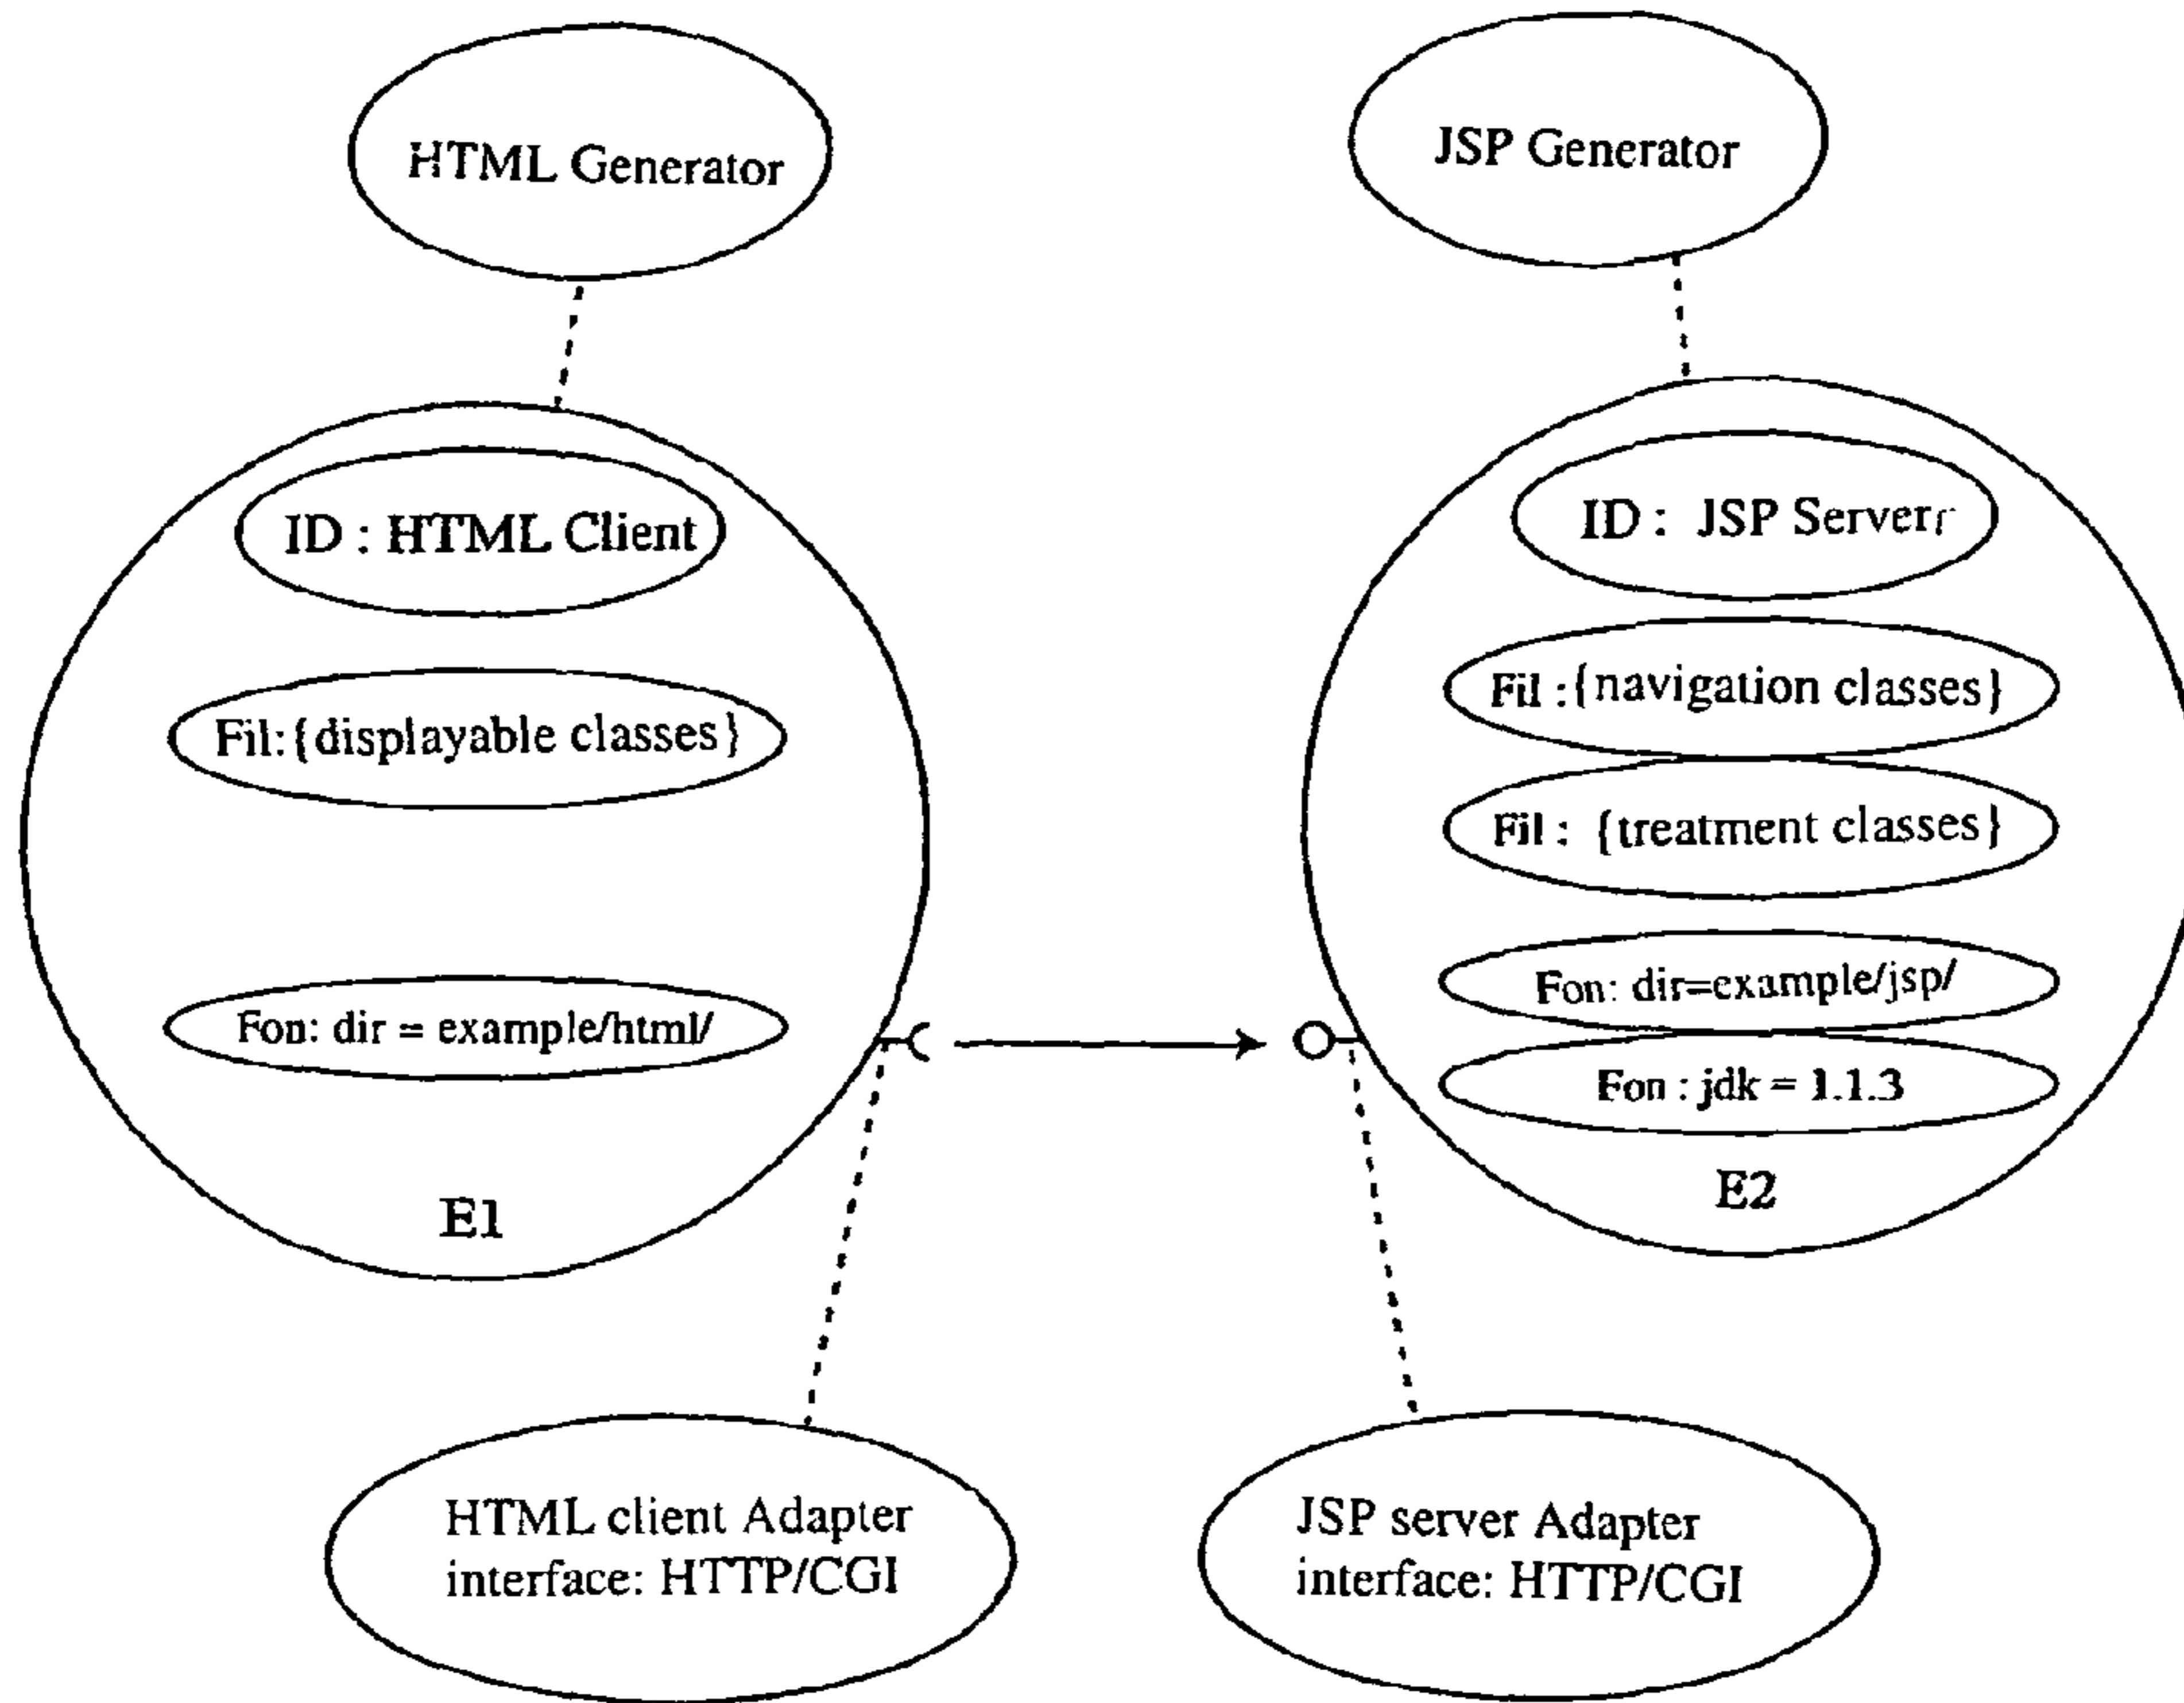 HTML Generator
JSP Generator
ID : HTML Client
Fil: {displayable classes}
Fon: dir = example/html/
E1
ID : JSP Server
Fil : {navigation classes}
Fil : {treatment classes}
Fon: dir=example/jsp/
Fon : jdk = 1.1.3
E2
HTML client Adapter
interface: HTTP/CGI
JSP server Adapter
interface: HTTP/CGI